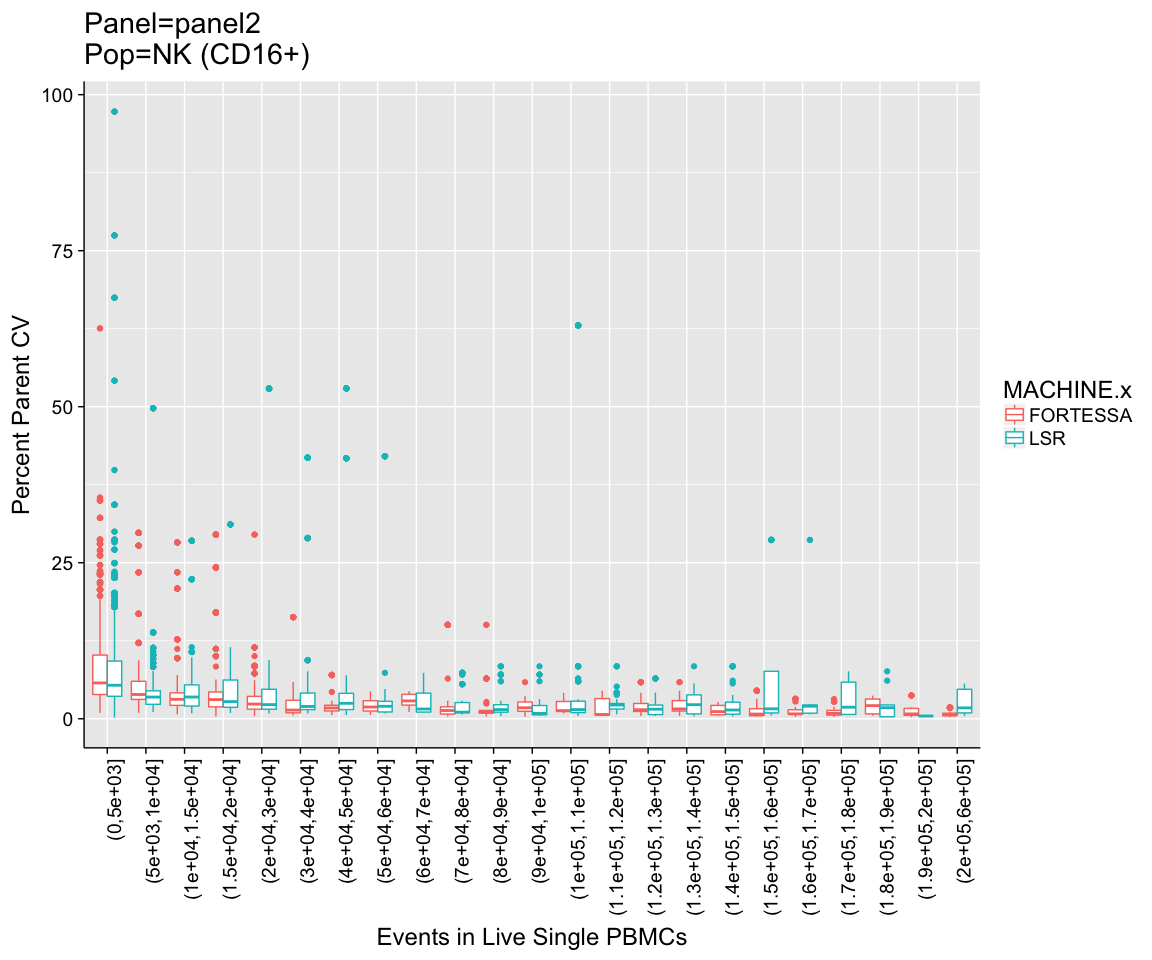 Panel=panel2
Pop=NK (CD16+)
100
75
50
25
0
Percent Parent CV
(0,5e+03]
(5e+03,1e+04]
(1e+04,1.5e+04]
(1.5e+04,2e+04]
(2e+04,3e+04]
(3e+04,4e+04]
(4e+04,5e+04]
(5e+04,6e+04]
(6e+04,7e+04]
(7e+04,8e+04]
(8e+04,9e+04]
(9e+04,1e+05]
(1e+05,1.1e+05]
(1.1e+05,1.2e+05]
(1.2e+05,1.3e+05]
(1.3e+05,1.4e+05]
(1.4e+05,1.5e+05]
(1.5e+05,1.6e+05]
(1.6e+05,1.7e+05]
(1.7e+05,1.8e+05]
(1.8e+05,1.9e+05]
(1.9e+05,2e+05]
(2e+05,6e+05]
Events in Live Single PBMCs
MACHINE.x
FORTESSA
LSR